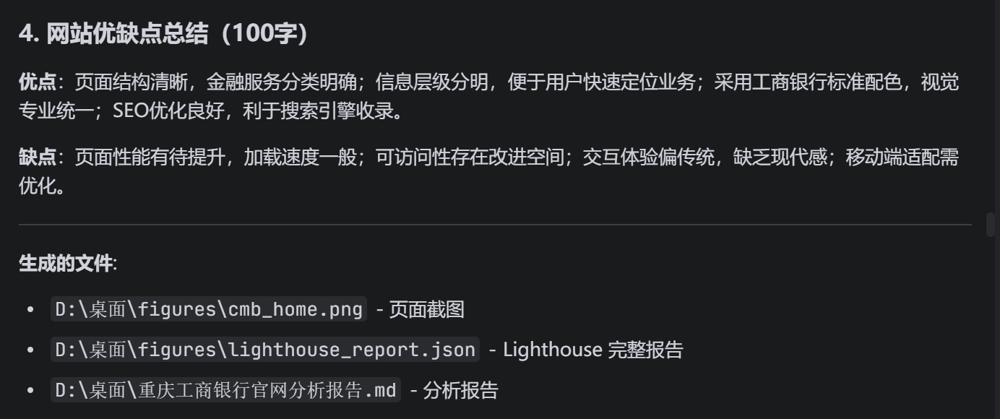 4. 网站优缺点总结（100字）
优点：页面结构清晰，金融服务分类明确；信息层级分明，便于用户快速定位业务；采用工商银行标准配色，视觉
专业统一；SEO优化良好，利于搜索引擎收录。
缺点：页面性能有待提升，加载速度一般；可访问性存在改进空间；交互体验偏传统，缺乏现代感；移动端适配需
优化。
生成的文件:
• D:\桌面\figures\cmb_home.png - 页面截图
• D:\桌面\figures\lighthouse_report.json - Lighthouse 完整报告
• D:\桌面\重庆工商银行官网分析报告.md - 分析报告